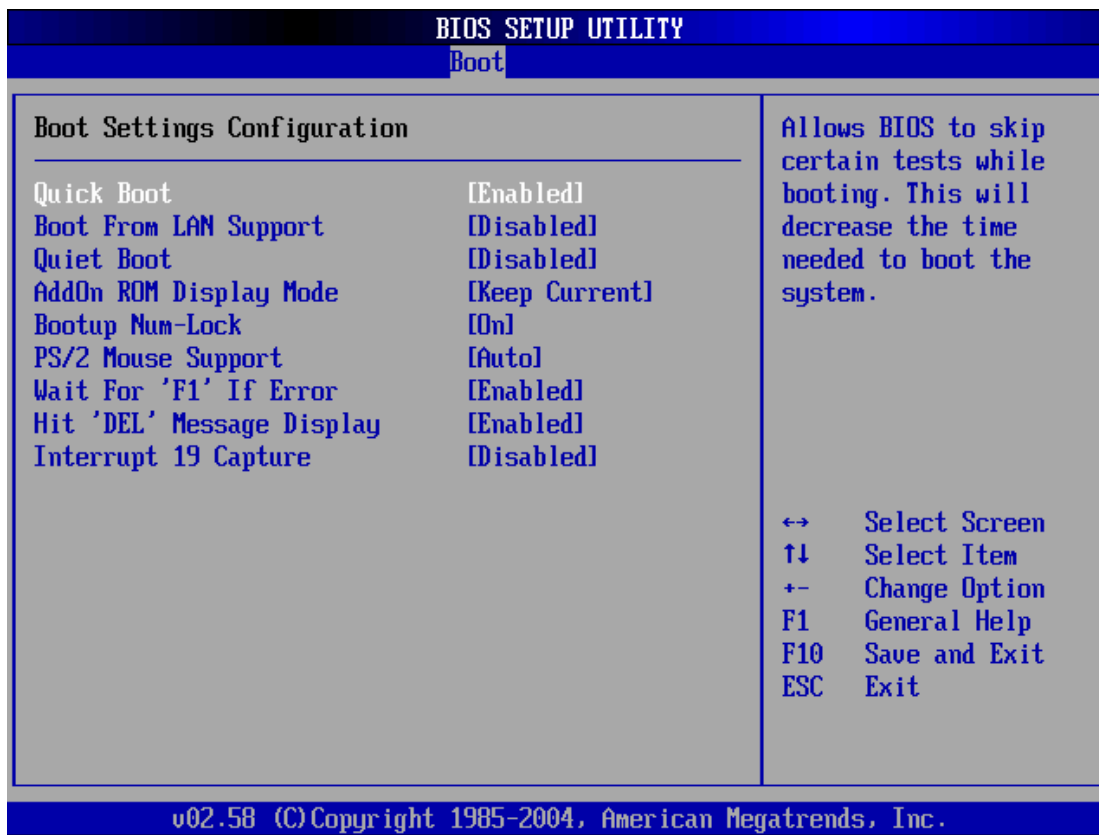 BIOS SETUP UTILITY
Boot
Boot Settings Configuration
Quick Boot [Enabled]
Boot From LAN Support [Disabled]
Quiet Boot [Disabled]
AddOn ROM Display Mode [Keep Current]
Bootup Num-Lock [On]
PS/2 Mouse Support [Auto]
Wait For 'F1' If Error [Enabled]
Hit 'DEL' Message Display [Enabled]
Interrupt 19 Capture [Disabled]
Allows BIOS to skip
certain tests while
booting. This will
decrease the time
needed to boot the
system.
←→ Select Screen
↑↓ Select Item
+- Change Option
F1 General Help
F10 Save and Exit
ESC Exit
v02.58 (C)Copyright 1985-2004, American Megatrends, Inc.